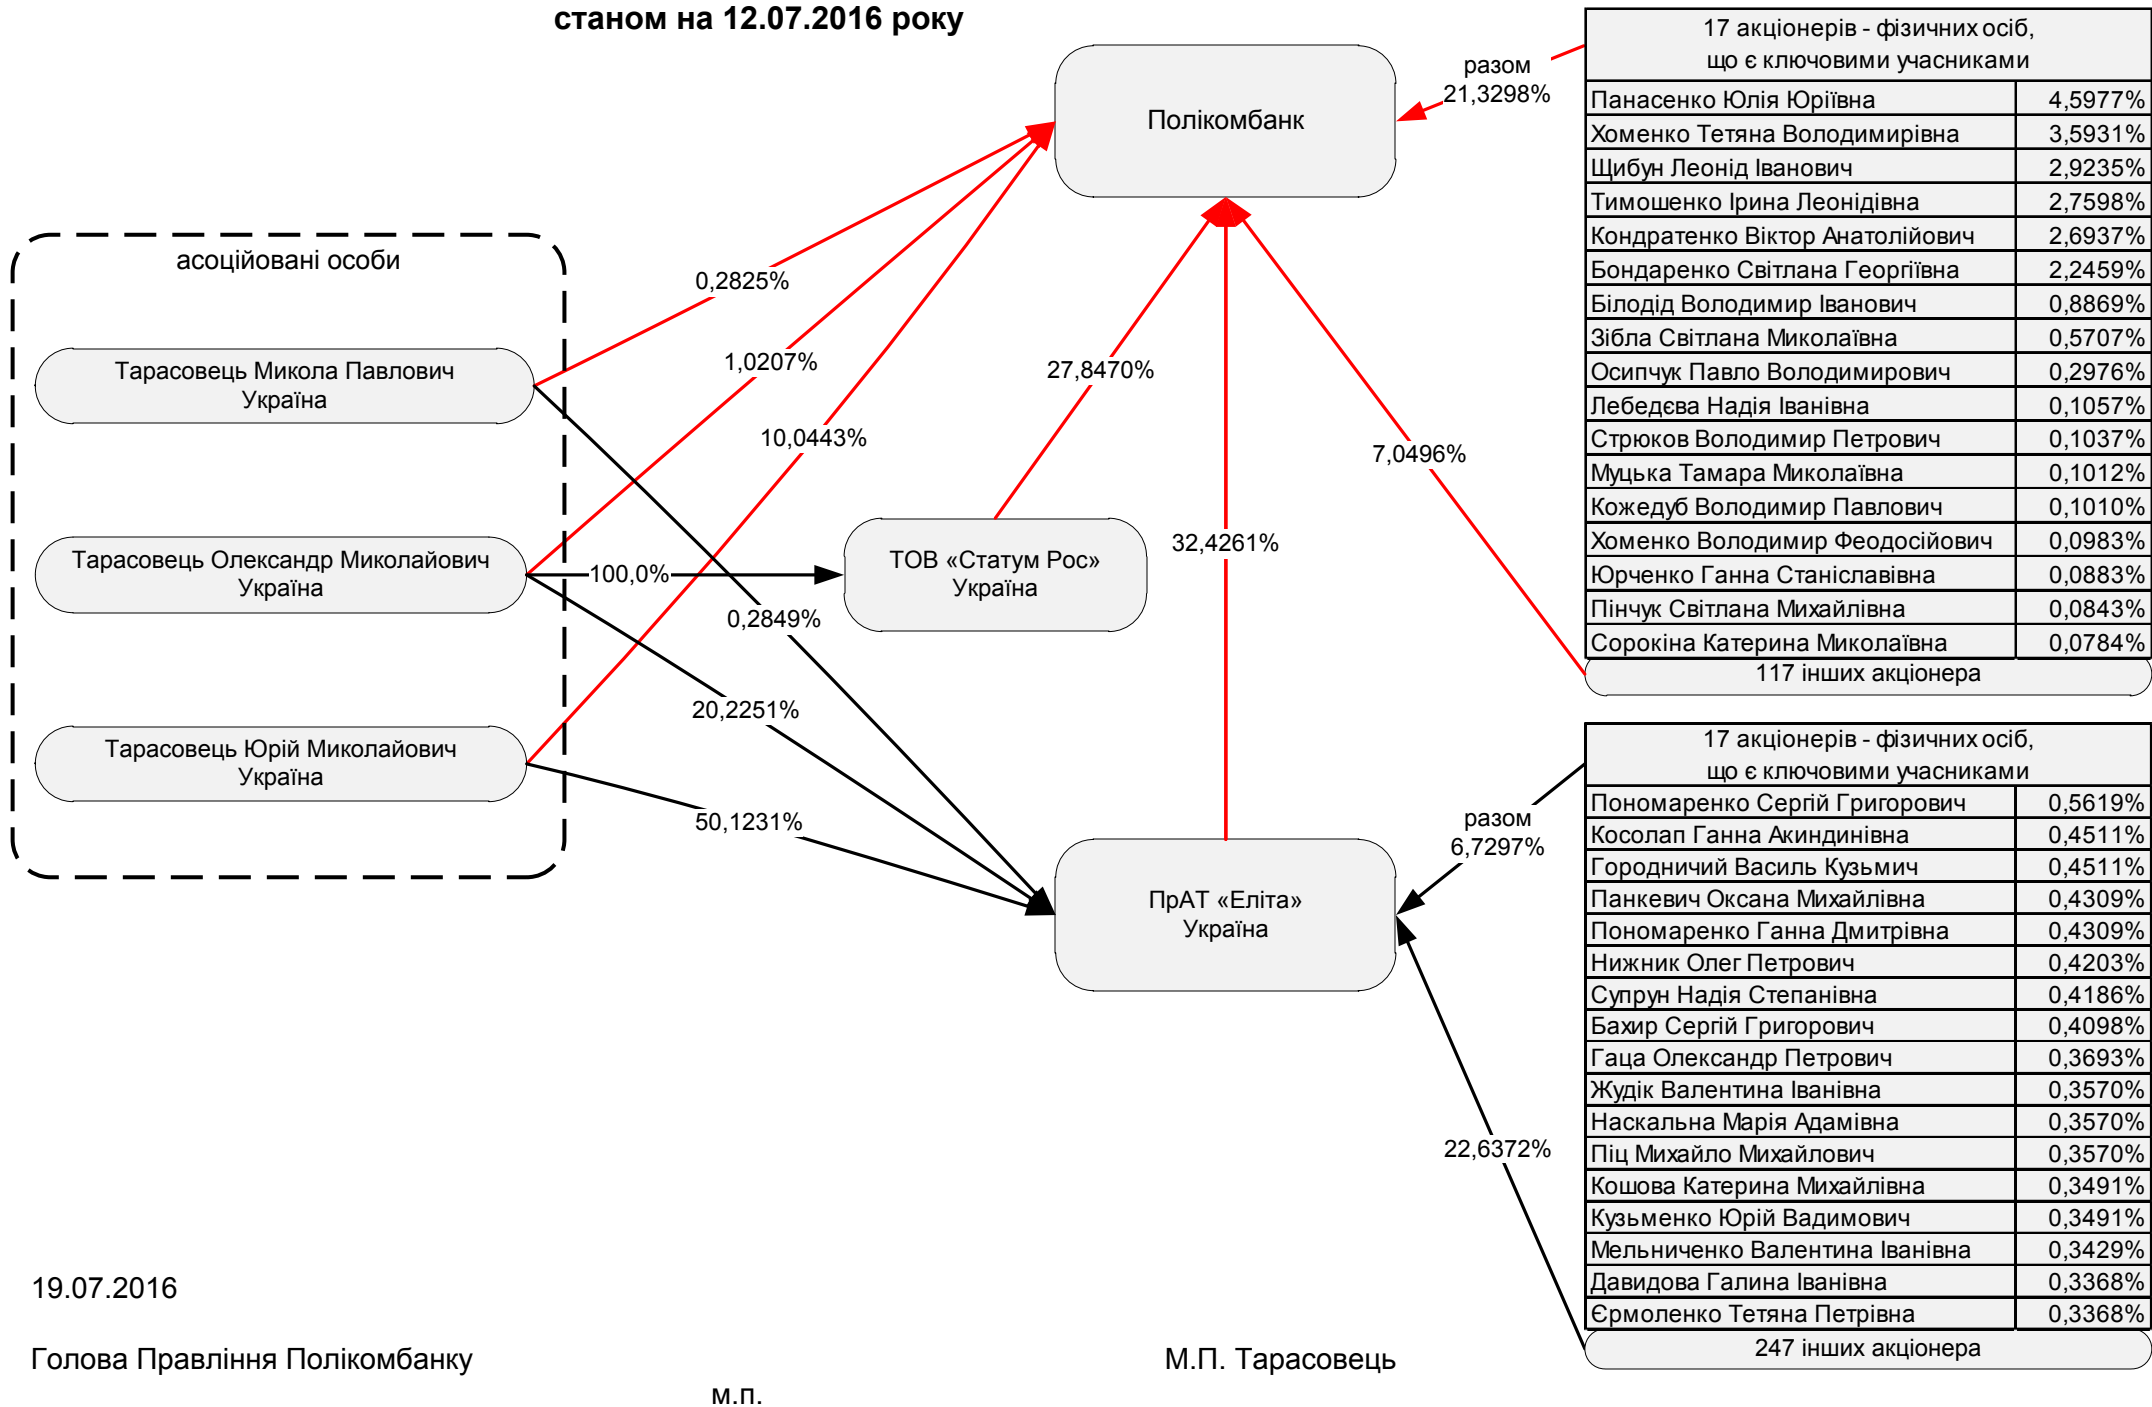 станом на 12.07.2016 року
Полікомбанк
разом
21,3298%
17 акціонерів - фізичних осіб,
що є ключовими учасниками
Панасенко Юлія Юріївна 4,5977%
Хоменко Тетяна Володимирівна 3,5931%
Щибун Леонід Іванович 2,9235%
Тимошенко Ірина Леонідівна 2,7598%
Кондратенко Віктор Анатолійович 2,6937%
Бондаренко Світлана Георгіївна 2,2459%
Білодід Володимир Іванович 0,8869%
Зібла Світлана Миколаївна 0,5707%
Осипчук Павло Володимирович 0,2976%
Лебедєва Надія Іванівна 0,1057%
Стрюков Володимир Петрович 0,1037%
Муцька Тамара Миколаївна 0,1012%
Кожедуб Володимир Павлович 0,1010%
Хоменко Володимир Феодосійович 0,0983%
Юрченко Ганна Станіславівна 0,0883%
Пінчук Світлана Михайлівна 0,0843%
Сорокіна Катерина Миколаївна 0,0784%
117 інших акціонера
асоційовані особи
0,2825%
Тарасовець Микола Павлович
Україна
1,0207%
27,8470%
10,0443%
7,0496%
Тарасовець Олександр Миколайович
Україна
100,0%
ТОВ «Статум Рос»
Україна
32,4261%
0,2849%
20,2251%
Тарасовець Юрій Миколайович
Україна
50,1231%
ПрАТ «Еліта»
Україна
разом
6,7297%
22,6372%
17 акціонерів - фізичних осіб,
що є ключовими учасниками
Пономаренко Сергій Григорович 0,5619%
Косолап Ганна Акиндинівна 0,4511%
Городничий Василь Кузьмич 0,4511%
Панкевич Оксана Михайлівна 0,4309%
Пономаренко Ганна Дмитрівна 0,4309%
Нижник Олег Петрович 0,4203%
Супрун Надія Степанівна 0,4186%
Бахир Сергій Григорович 0,4098%
Гаца Олександр Петрович 0,3693%
Жудік Валентина Іванівна 0,3570%
Наскальна Марія Адамівна 0,3570%
Піц Михайло Михайлович 0,3570%
Кошова Катерина Михайлівна 0,3491%
Кузьменко Юрій Вадимович 0,3491%
Мельниченко Валентина Іванівна 0,3429%
Давидова Галина Іванівна 0,3368%
Єрмоленко Тетяна Петрівна 0,3368%
247 інших акціонера
19.07.2016
Голова Правління Полікомбанку М.П. Тарасовець
м.п.